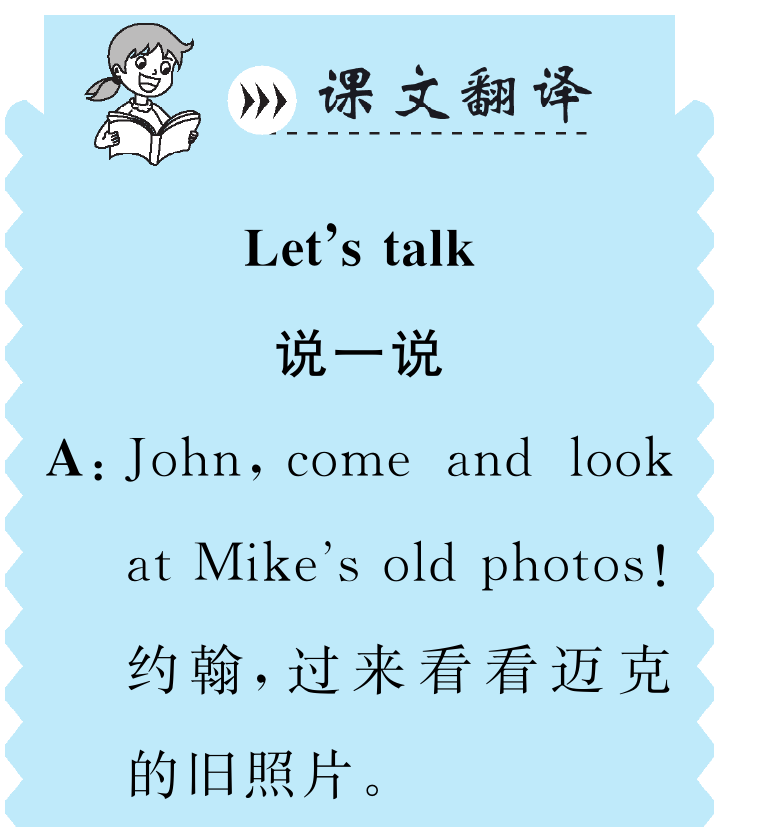 课文翻译
Let's talk
说一说
A: John, come and look
at Mike's old photos!
约翰,过来看看迈克
的旧照片。